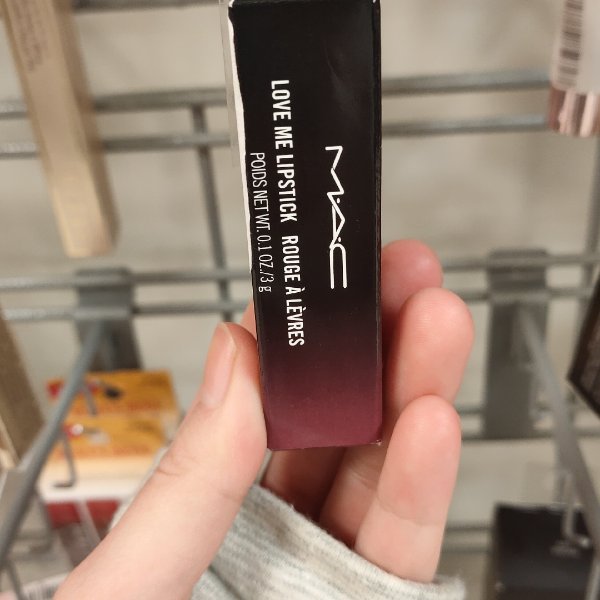 M·A·C
LOVE ME LIPSTICK ROUGE À LÈVRES
POIDS NET WT. 0.1 OZ./3 g